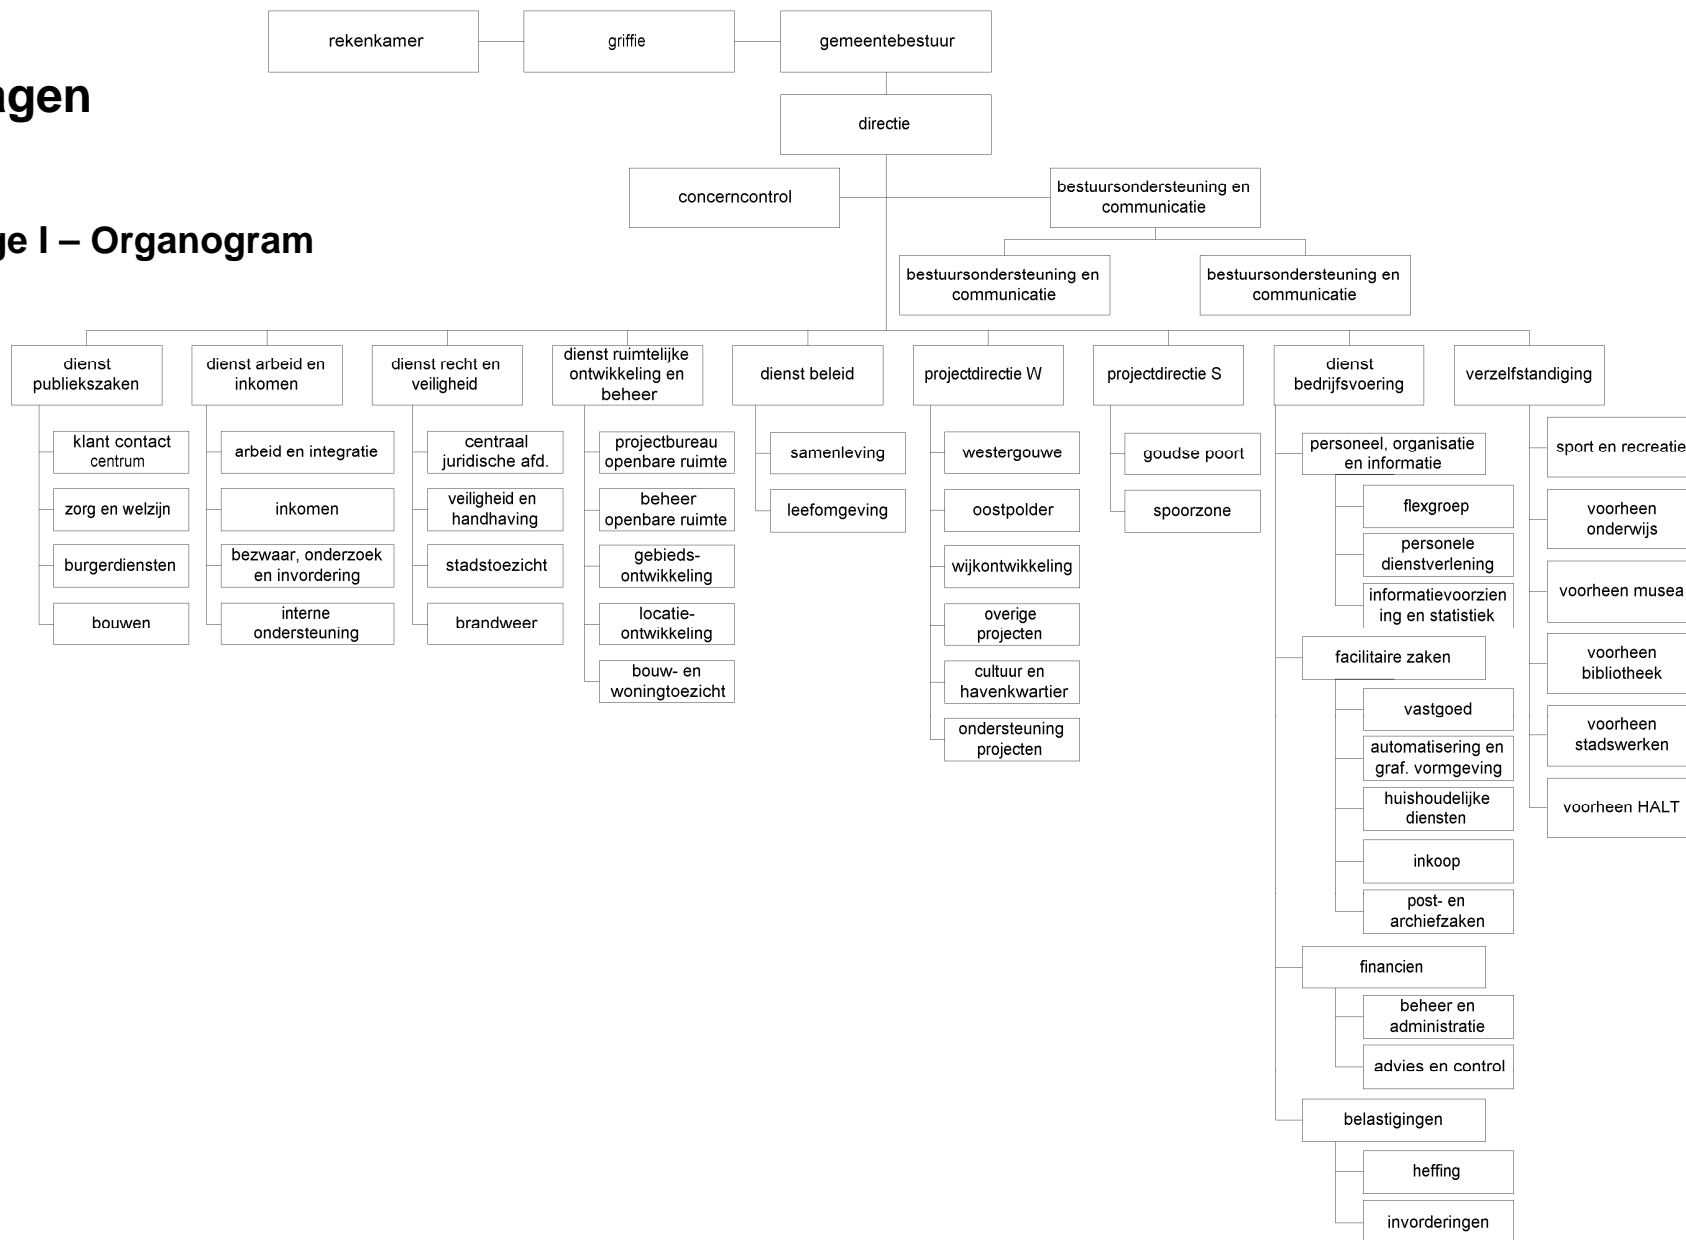 rekenkamer
griffie
gemeentebestuur
agen
directie
concerncontrol
bestuursondersteuning en
communicatie
ge I – Organogram
bestuursondersteuning en
communicatie
bestuursondersteuning en
communicatie
dienst
publiekszaken
klant contact
centrum
zorg en welzijn
burgerdiensten
bouwen
dienst arbeid en
inkomen
arbeid en integratie
inkomen
bezwaar, onderzoek
en invordering
interne
ondersteuning
dienst recht en
veiligheid
centraal
juridische afd.
veiligheid en
handhaving
stadstoezicht
brandweer
dienst ruimtelijke
ontwikkeling en
beheer
projectbureau
openbare ruimte
beheer
openbare ruimte
gebieds-
ontwikkeling
locatie-
ontwikkeling
bouw- en
woningtoezicht
dienst beleid
samenleving
leefomgeving
projectdirectie W
westergouwe
oostpolder
wijkontwikkeling
overige
projecten
cultuur en
havenkwartier
ondersteuning
projecten
projectdirectie S
goudse poort
spoorzone
dienst
bedrijfsvoering
personeel, organisatie
en informatie
flexgroep
personele
dienstverlening
informatievoorzien
ing en statistiek
facilitaire zaken
vastgoed
automatisering en
graf. vormgeving
huishoudelijke
diensten
inkoop
post- en
archiefzaken
financien
beheer en
administratie
advies en control
belastigingen
heffing
invorderingen
verzelfstandiging
sport en recreatie
voorheen
onderwijs
voorheen musea
voorheen
bibliotheek
voorheen
stadswerken
voorheen HALT